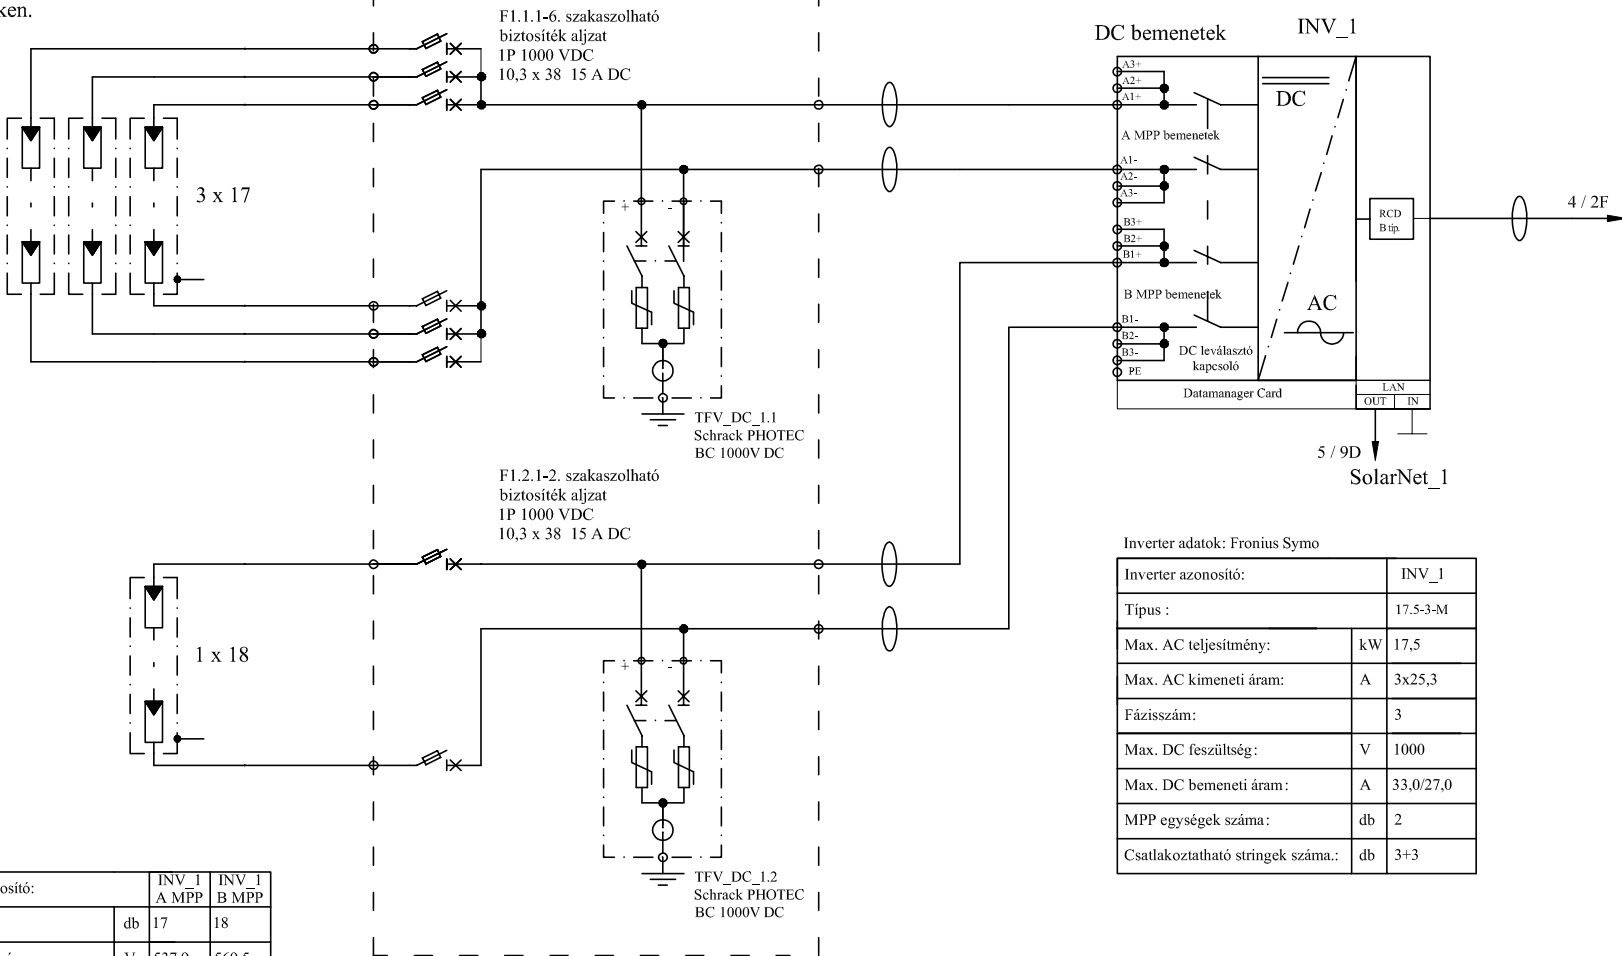 ken.
F1.1.1-6. szakaszolható
biztosíték aljzat
1P 1000 VDC
10,3 x 38  15 A DC
3 x 17
+ -
TFV_DC_1.1
Schrack PHOTEC
BC 1000V DC
DC bemenetek
INV_1
A3+
A2+
A1+
A MPP bemenetek
A1-
A2-
A3-
B3+
B2+
B1+
B MPP bemenetek
B1-
B2-
B3-
PE
DC leválasztó
kapcsoló
DC
AC
RCD
B tip.
Datamanager Card
LAN
OUT IN
4 / 2F
5 / 9D
SolarNet_1
F1.2.1-2. szakaszolható
biztosíték aljzat
1P 1000 VDC
10,3 x 38  15 A DC
1 x 18
+ -
TFV_DC_1.2
Schrack PHOTEC
BC 1000V DC
Inverter adatok: Fronius Symo
Inverter azonosító: INV_1
Típus : 17.5-3-M
Max. AC teljesítmény: kW 17,5
Max. AC kimeneti áram: A 3x25,3
Fázisszám: 3
Max. DC feszültség: V 1000
Max. DC bemeneti áram: A 33,0/27,0
MPP egységek száma: db 2
Csatlakoztatható stringek száma.: db 3+3
osító: INV_1 INV_1
A MPP B MPP
db 17 18